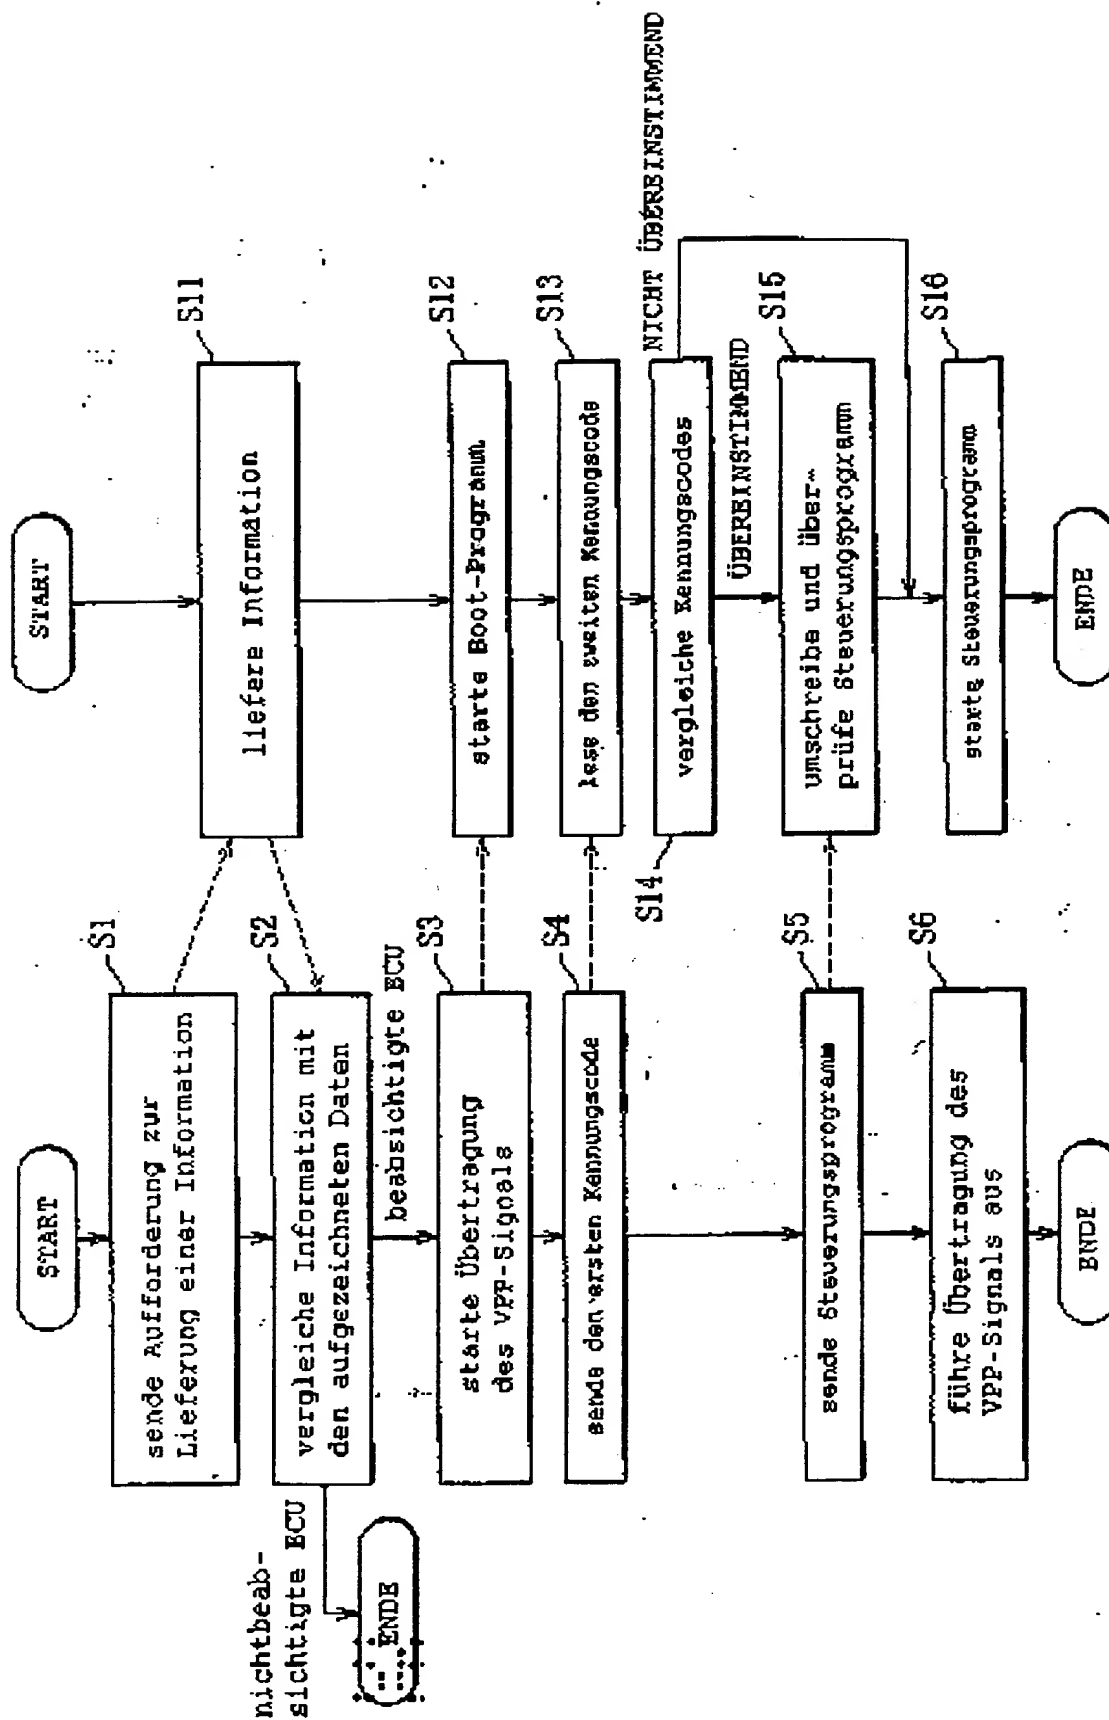 START
S1
sende Aufforderung zur
Lieferung einer Information
S2
vergleiche Information mit
den aufgezeichneten Daten
nichtbeab-
sichtigte ECU
ENDE
beabsichtigte ECU
S3
starte Übertragung
des VPP-Signals
S4
sende den ersten Kennungscode
S5
sende Steuerungsprogramm
S6
führe Übertragung des
VPP-Signals aus
ENDE
START
S11
liefere Information
S12
starte Boot-Programm
S13
lese den zweiten Kennungscode
S14
vergleiche Kennungscodes
NICHT ÜBEREINSTIMMEND
ÜBEREINSTIMMEND
S15
umschreibe und über-
prüfe Steuerungsprogramm
S16
starte Steuerungsprogramm
ENDE